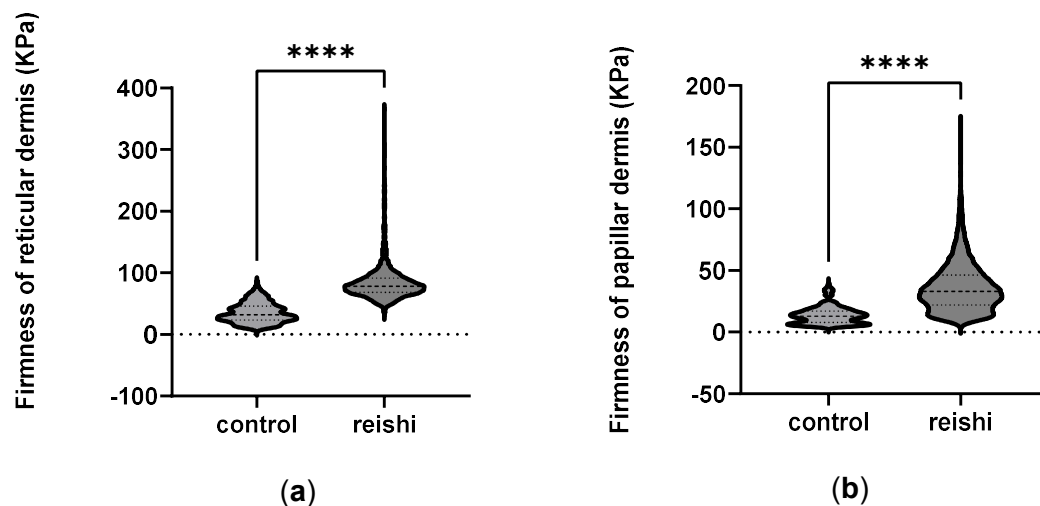 Firmness of reticular dermis (KPa)
****
400
300
200
100
0
-100
control reishi
(a)
Firmness of papillar dermis (KPa)
****
200
150
100
50
0
-50
control reishi
(b)